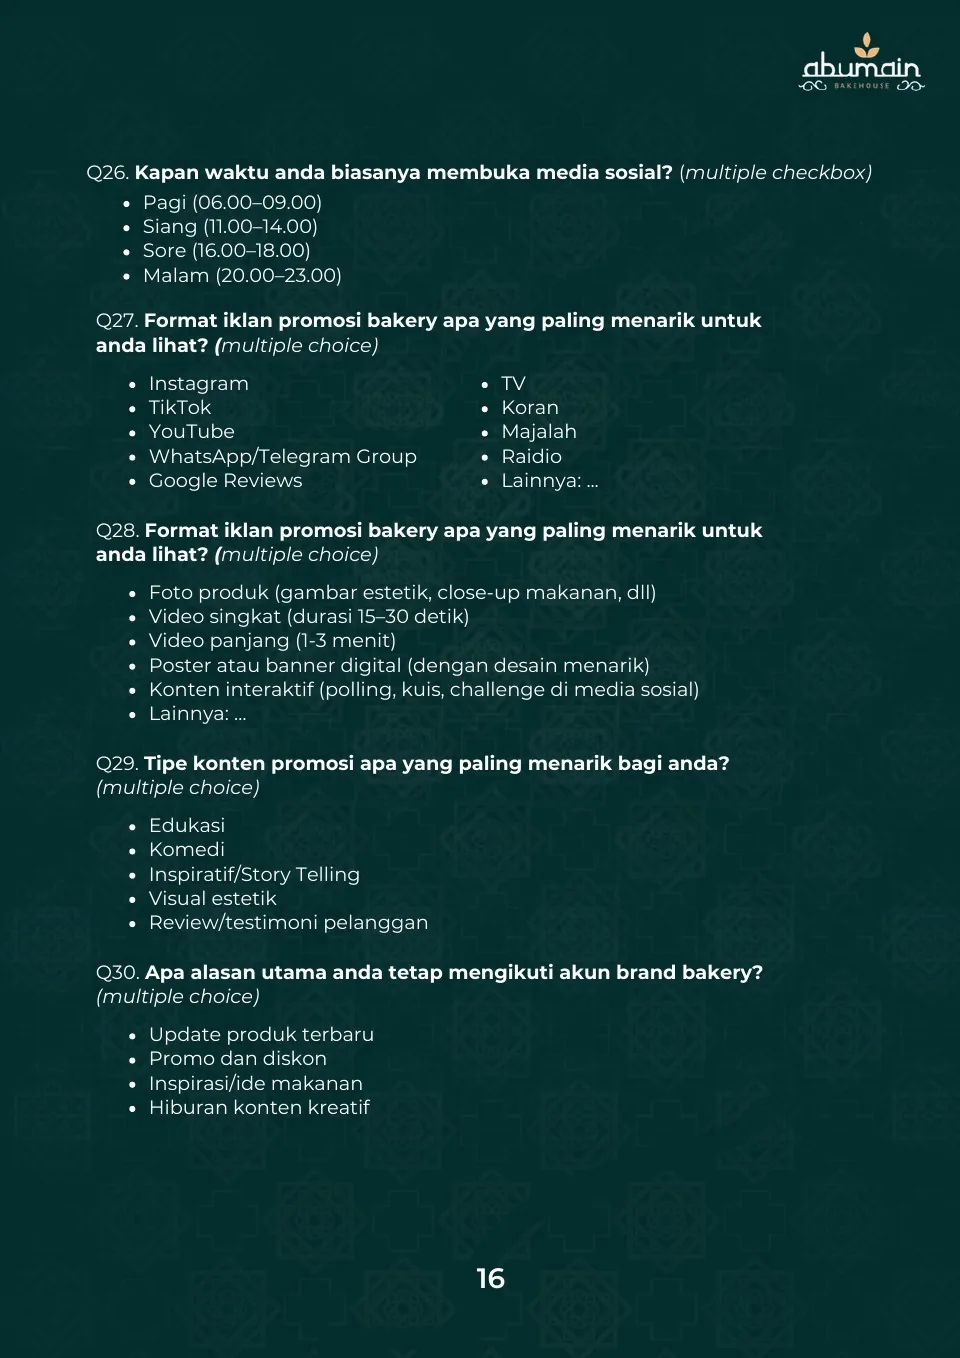 abumain
BAKEHOUSE
Q26. Kapan waktu anda biasanya membuka media sosial? (multiple checkbox)
• Pagi (06.00–09.00)
• Siang (11.00–14.00)
• Sore (16.00–18.00)
• Malam (20.00–23.00)
Q27. Format iklan promosi bakery apa yang paling menarik untuk
anda lihat? (multiple choice)
• Instagram
• TikTok
• YouTube
• WhatsApp/Telegram Group
• Google Reviews
• TV
• Koran
• Majalah
• Raidio
• Lainnya: ...
Q28. Format iklan promosi bakery apa yang paling menarik untuk
anda lihat? (multiple choice)
• Foto produk (gambar estetik, close-up makanan, dll)
• Video singkat (durasi 15–30 detik)
• Video panjang (1-3 menit)
• Poster atau banner digital (dengan desain menarik)
• Konten interaktif (polling, kuis, challenge di media sosial)
• Lainnya: ...
Q29. Tipe konten promosi apa yang paling menarik bagi anda?
(multiple choice)
• Edukasi
• Komedi
• Inspiratif/Story Telling
• Visual estetik
• Review/testimoni pelanggan
Q30. Apa alasan utama anda tetap mengikuti akun brand bakery?
(multiple choice)
• Update produk terbaru
• Promo dan diskon
• Inspirasi/ide makanan
• Hiburan konten kreatif
16